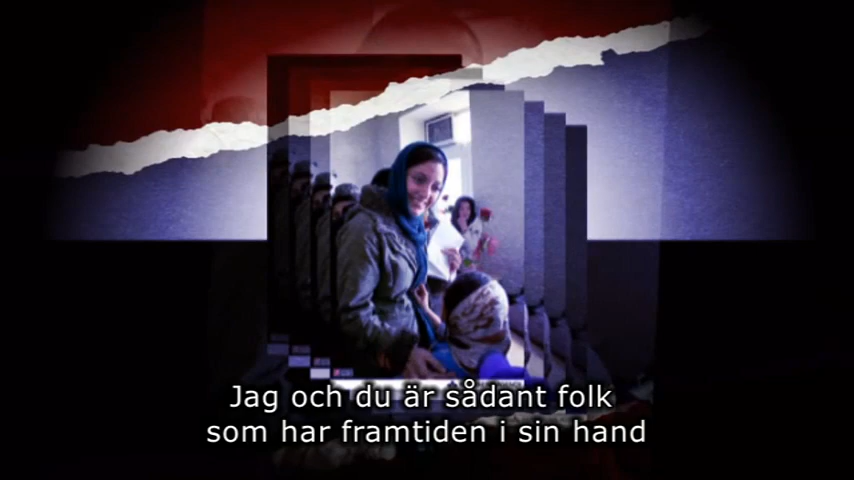 Jag och du är sådant folk
som har framtiden i sin hand